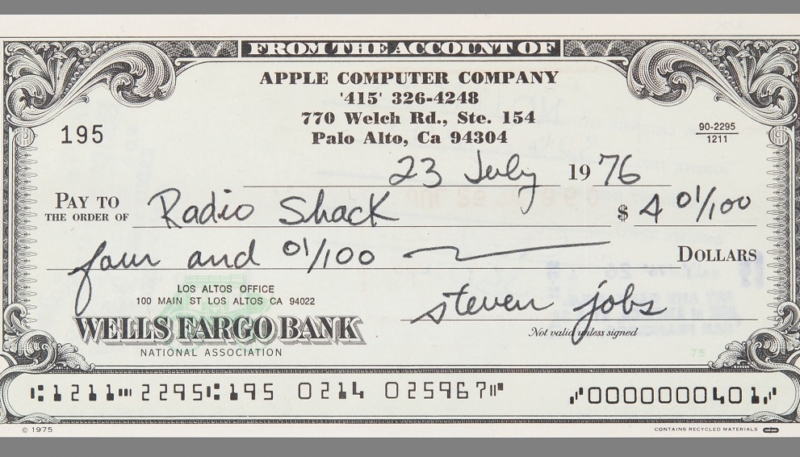 FROM THE ACCOUNT OF
APPLE COMPUTER COMPANY
'415' 326-4248
770 Welch Rd., Ste. 154
Palo Alto, Ca 94304
195
90-2295
1211
23 July 1976
PAY TO THE ORDER OF Radio Shack $ 4 01/100
four and 01/100 DOLLARS
LOS ALTOS OFFICE
100 MAIN ST LOS ALTOS CA 94022
WELLS FARGO BANK
NATIONAL ASSOCIATION
steven jobs
Not valid unless signed
⑆1211⑉2295⑆195 0214 025967⑈ ⑇0000000401⑇
© 1975 CONTAINS RECYCLED MATERIALS